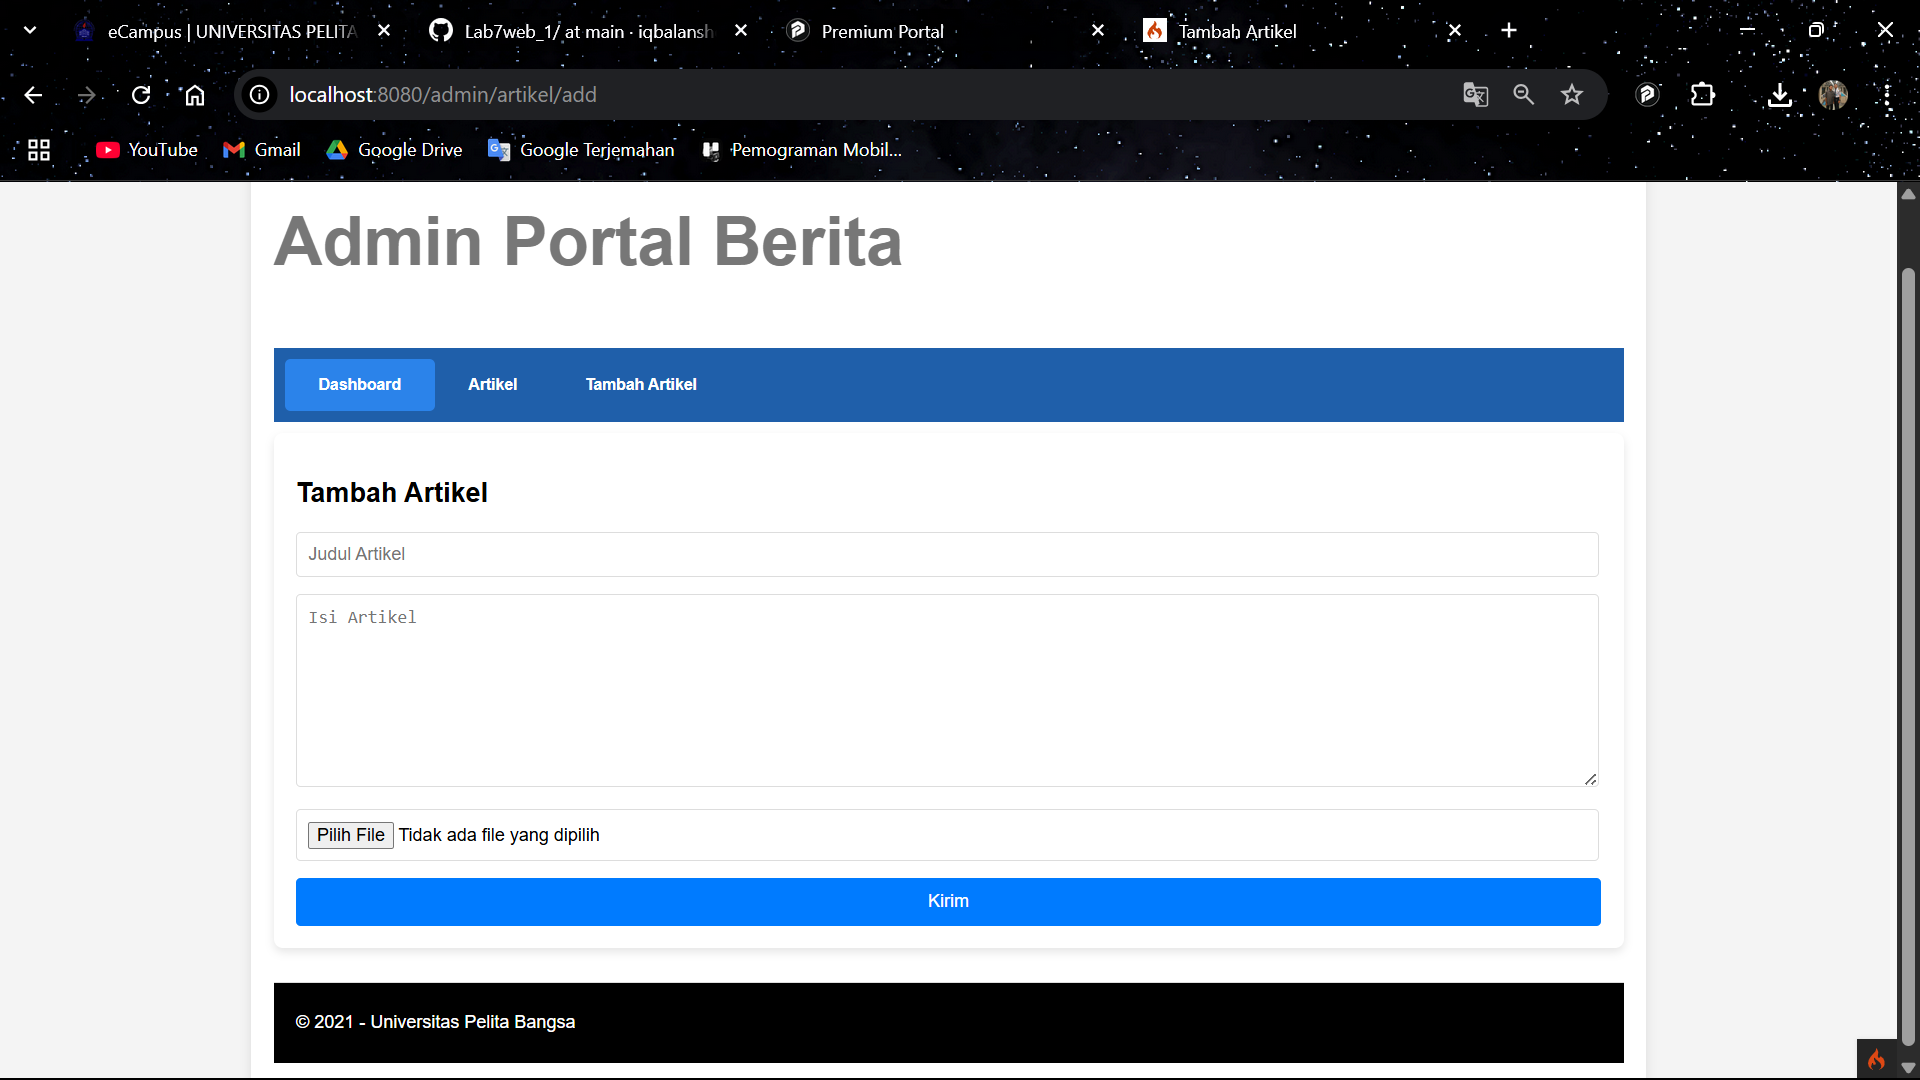 eCampus | UNIVERSITAS PELITA
Lab7web_1/ at main · iqbalansh
Premium Portal
Tambah Artikel
localhost:8080/admin/artikel/add
YouTube
Gmail
Google Drive
Google Terjemahan
Pemograman Mobil...
Admin Portal Berita
Dashboard
Artikel
Tambah Artikel
Tambah Artikel
Judul Artikel
Isi Artikel
Pilih File Tidak ada file yang dipilih
Kirim
© 2021 - Universitas Pelita Bangsa